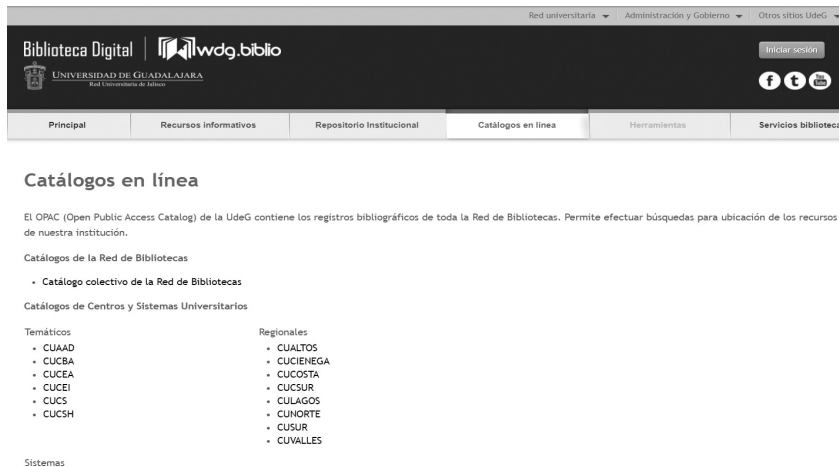 Red universitaria Administración y Gobierno Otros sitios UdeG
Biblioteca Digital wdg.biblio
Iniciar sesión
UNIVERSIDAD DE GUADALAJARA
Red Universitaria de Jalisco
f t You Tube
Principal Recursos informativos Repositorio Institucional Catálogos en línea Herramientas Servicios biblioteca
Catálogos en línea
El OPAC (Open Public Access Catalog) de la UdeG contiene los registros bibliográficos de toda la Red de Bibliotecas. Permite efectuar búsquedas para ubicación de los recursos
de nuestra institución.
Catálogos de la Red de Bibliotecas
• Catálogo colectivo de la Red de Bibliotecas
Catálogos de Centros y Sistemas Universitarios
Temáticos
• CUAAD
• CUCBA
• CUCEA
• CUCEI
• CUCS
• CUCSH
Regionales
• CUALTOS
• CUCIENEGA
• CUCOSTA
• CUCSUR
• CULAGOS
• CUNORTE
• CUSUR
• CUVALLES
Sistemas